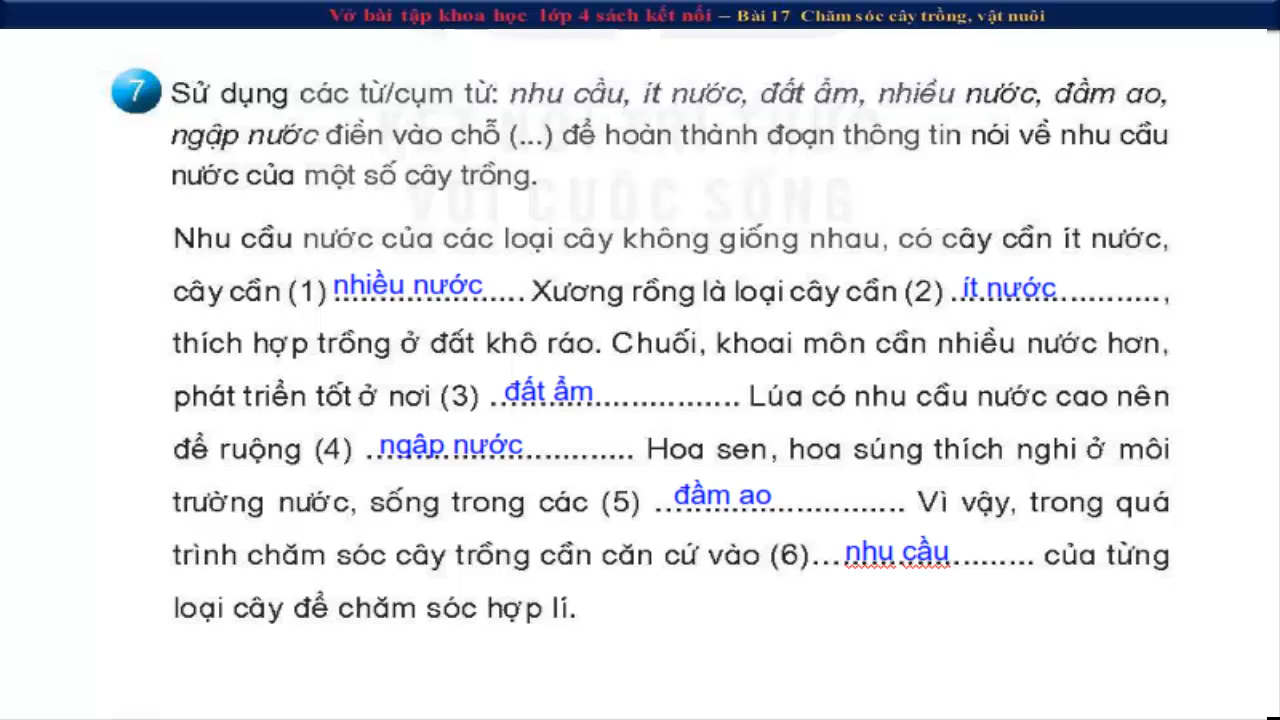 Vở bài tập khoa học lớp 4 sách kết nối – Bài 17 Chăm sóc cây trồng, vật nuôi
7 Sử dụng các từ/cụm từ: nhu cầu, ít nước, đất ẩm, nhiều nước, đầm ao,
ngập nước điền vào chỗ (...) để hoàn thành đoạn thông tin nói về nhu cầu
nước của một số cây trồng.
VỚI CUỘC SỐNG
Nhu cầu nước của các loại cây không giống nhau, có cây cần ít nước,
cây cần (1) nhiều nước..... Xương rồng là loại cây cần (2) ...ít nước..........,
thích hợp trồng ở đất khô ráo. Chuối, khoai môn cần nhiều nước hơn,
phát triển tốt ở nơi (3) ..đất ẩm............... Lúa có nhu cầu nước cao nên
để ruộng (4) ..ngập nước............ Hoa sen, hoa súng thích nghi ở môi
trường nước, sống trong các (5) ...đầm ao.............. Vì vậy, trong quá
trình chăm sóc cây trồng cần căn cứ vào (6)....nhu cầu......... của từng
loại cây để chăm sóc hợp lí.